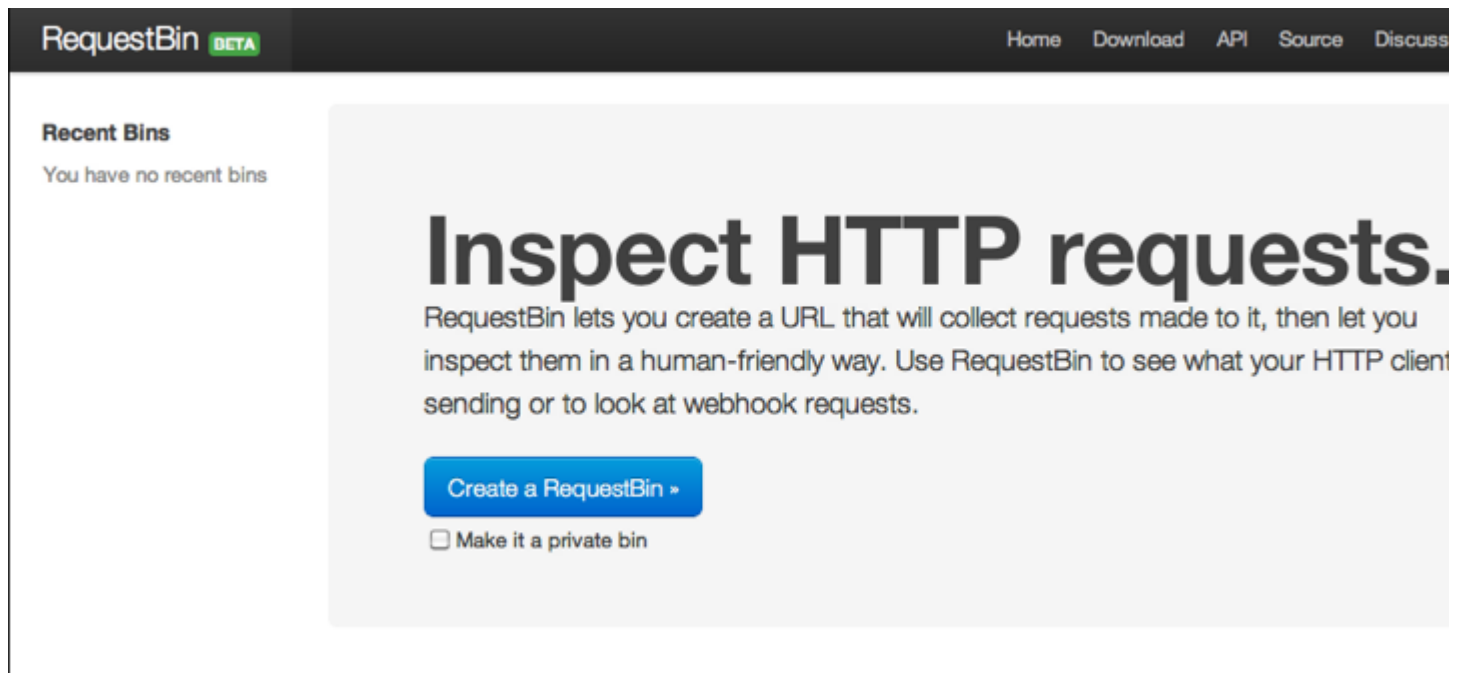 RequestBin BETA
Home Download API Source Discuss
Recent Bins
You have no recent bins
Inspect HTTP requests.
RequestBin lets you create a URL that will collect requests made to it, then let you
inspect them in a human-friendly way. Use RequestBin to see what your HTTP client
sending or to look at webhook requests.
Create a RequestBin »
Make it a private bin